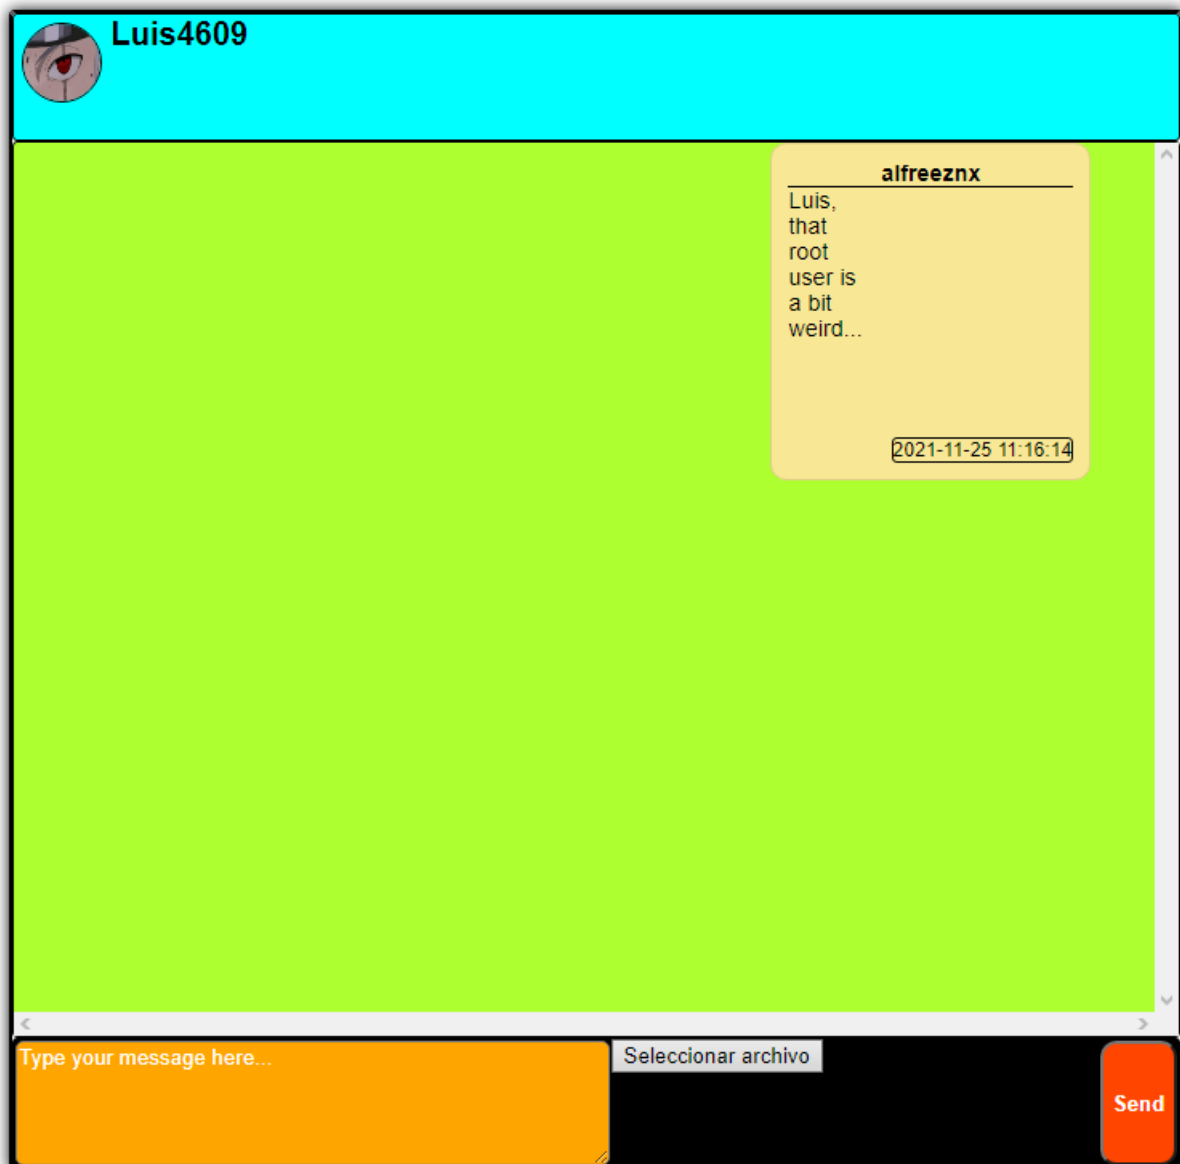 Luis4609
alfreeznx
Luis,
that
root
user is
a bit
weird...
2021-11-25 11:16:14
Type your message here...
Seleccionar archivo
Send